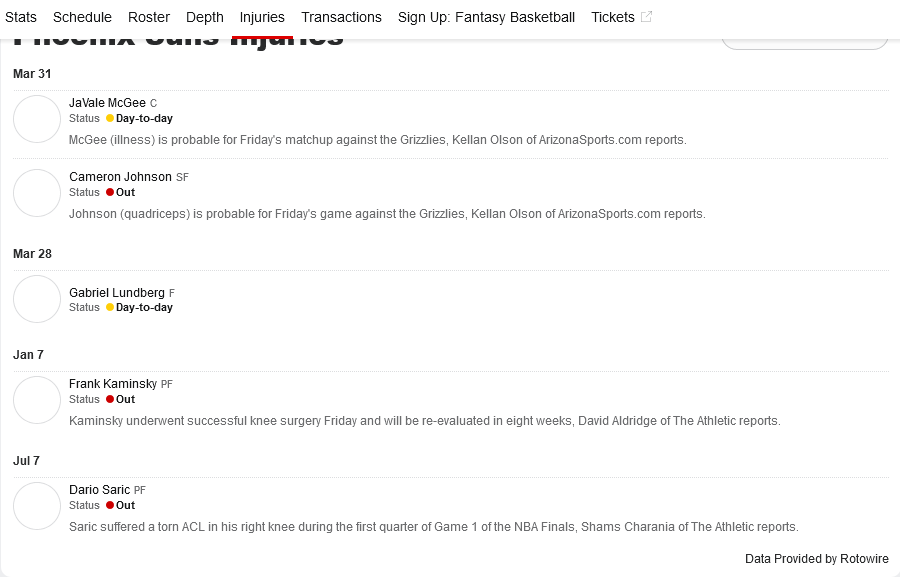 Stats Schedule Roster Depth Injuries Transactions Sign Up: Fantasy Basketball Tickets
Phoenix Suns Injuries
Mar 31
JaVale McGee C
Status Day-to-day
McGee (illness) is probable for Friday's matchup against the Grizzlies, Kellan Olson of ArizonaSports.com reports.
Cameron Johnson SF
Status Out
Johnson (quadriceps) is probable for Friday's game against the Grizzlies, Kellan Olson of ArizonaSports.com reports.
Mar 28
Gabriel Lundberg F
Status Day-to-day
Jan 7
Frank Kaminsky PF
Status Out
Kaminsky underwent successful knee surgery Friday and will be re-evaluated in eight weeks, David Aldridge of The Athletic reports.
Jul 7
Dario Saric PF
Status Out
Saric suffered a torn ACL in his right knee during the first quarter of Game 1 of the NBA Finals, Shams Charania of The Athletic reports.
Data Provided by Rotowire